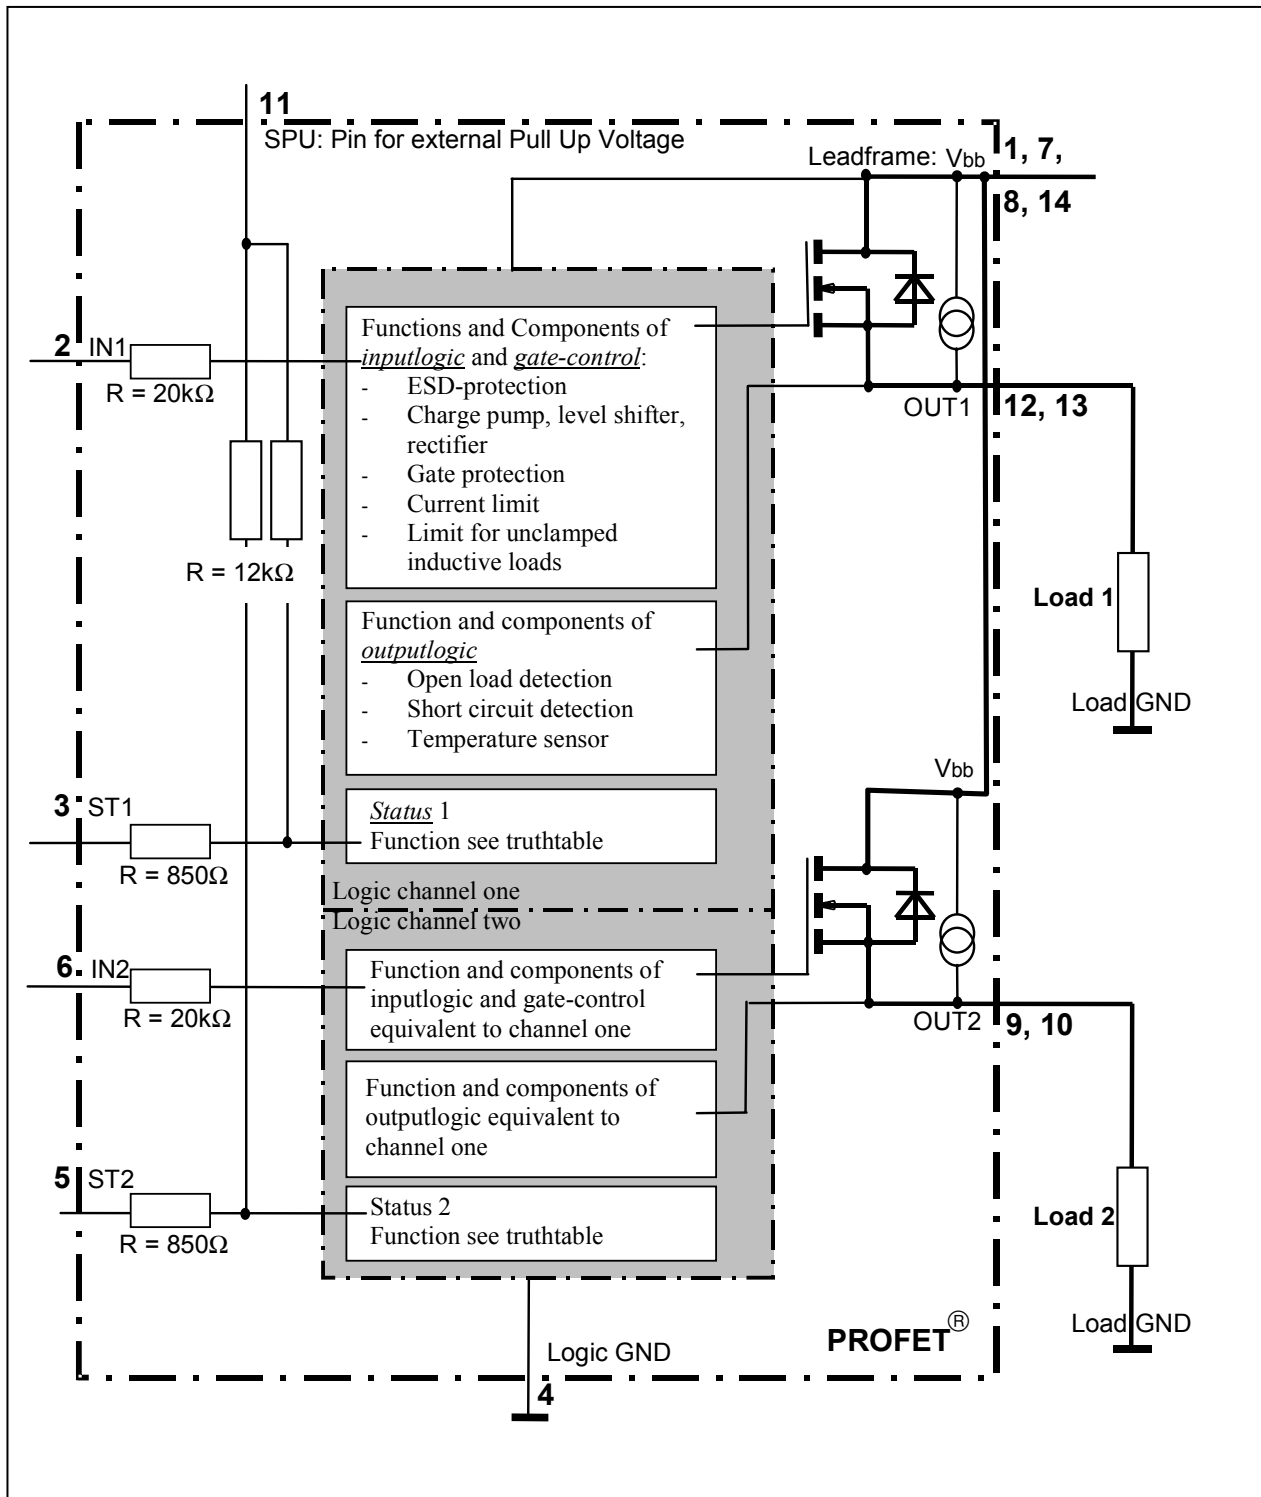 11
SPU: Pin for external Pull Up Voltage
Leadframe: Vbb
1, 7,
8, 14
Functions and Components of
inputlogic and gate-control:
- ESD-protection
- Charge pump, level shifter,
rectifier
- Gate protection
- Current limit
- Limit for unclamped
inductive loads
2 IN1
R = 20kΩ
OUT1
12, 13
R = 12kΩ
Load 1
Load GND
Function and components of
outputlogic
- Open load detection
- Short circuit detection
- Temperature sensor
Vbb
3 ST1
R = 850Ω
Status 1
Function see truthtable
Logic channel one
Logic channel two
6 IN2
R = 20kΩ
Function and components of
inputlogic and gate-control
equivalent to channel one
OUT2
9, 10
Function and components of
outputlogic equivalent to
channel one
5 ST2
R = 850Ω
Status 2
Function see truthtable
Load 2
Load GND
PROFET®
Logic GND
4